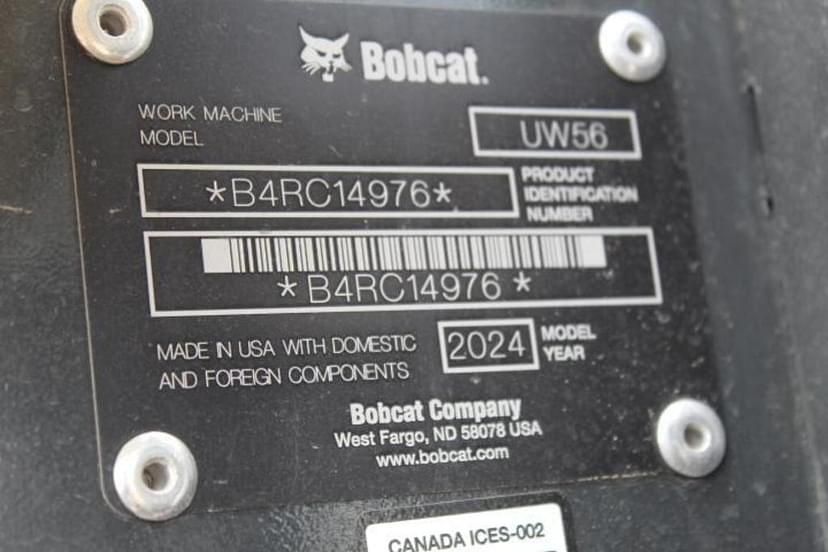 Bobcat.
WORK MACHINE
MODEL
UW56
*B4RC14976*
PRODUCT
IDENTIFICATION
NUMBER
*B4RC14976*
MADE IN USA WITH DOMESTIC
AND FOREIGN COMPONENTS
2024
MODEL
YEAR
Bobcat Company
West Fargo, ND 58078 USA
www.bobcat.com
CANADA ICES-002